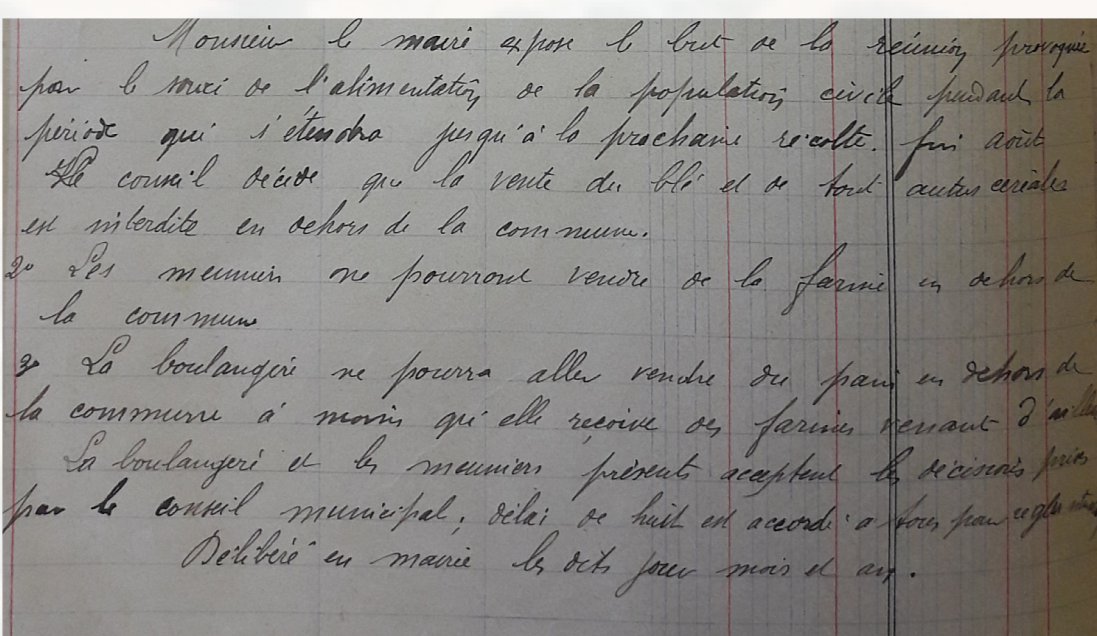 Monsieur le maire expose le but de la réunion provoquée
par le souci de l'alimentation de la population civile pendant la
période qui s'étendra jusqu'à la prochaine récolte. fin août
Le conseil décide que la vente du blé et de tout autres céréales
est interdite en dehors de la commune.
2° Les meuniers ne pourront vendre de la farine en dehors de
la commune
3° La boulangère ne pourra aller vendre du pain en dehors de
la commune à moins qu'elle reçoive des farines venant d'ailleurs
La boulangère et les meuniers présents acceptent les décisions prises
par le conseil municipal, délai de huit est accordé a tous pour
Délibéré en mairie les dits jour mois et an.